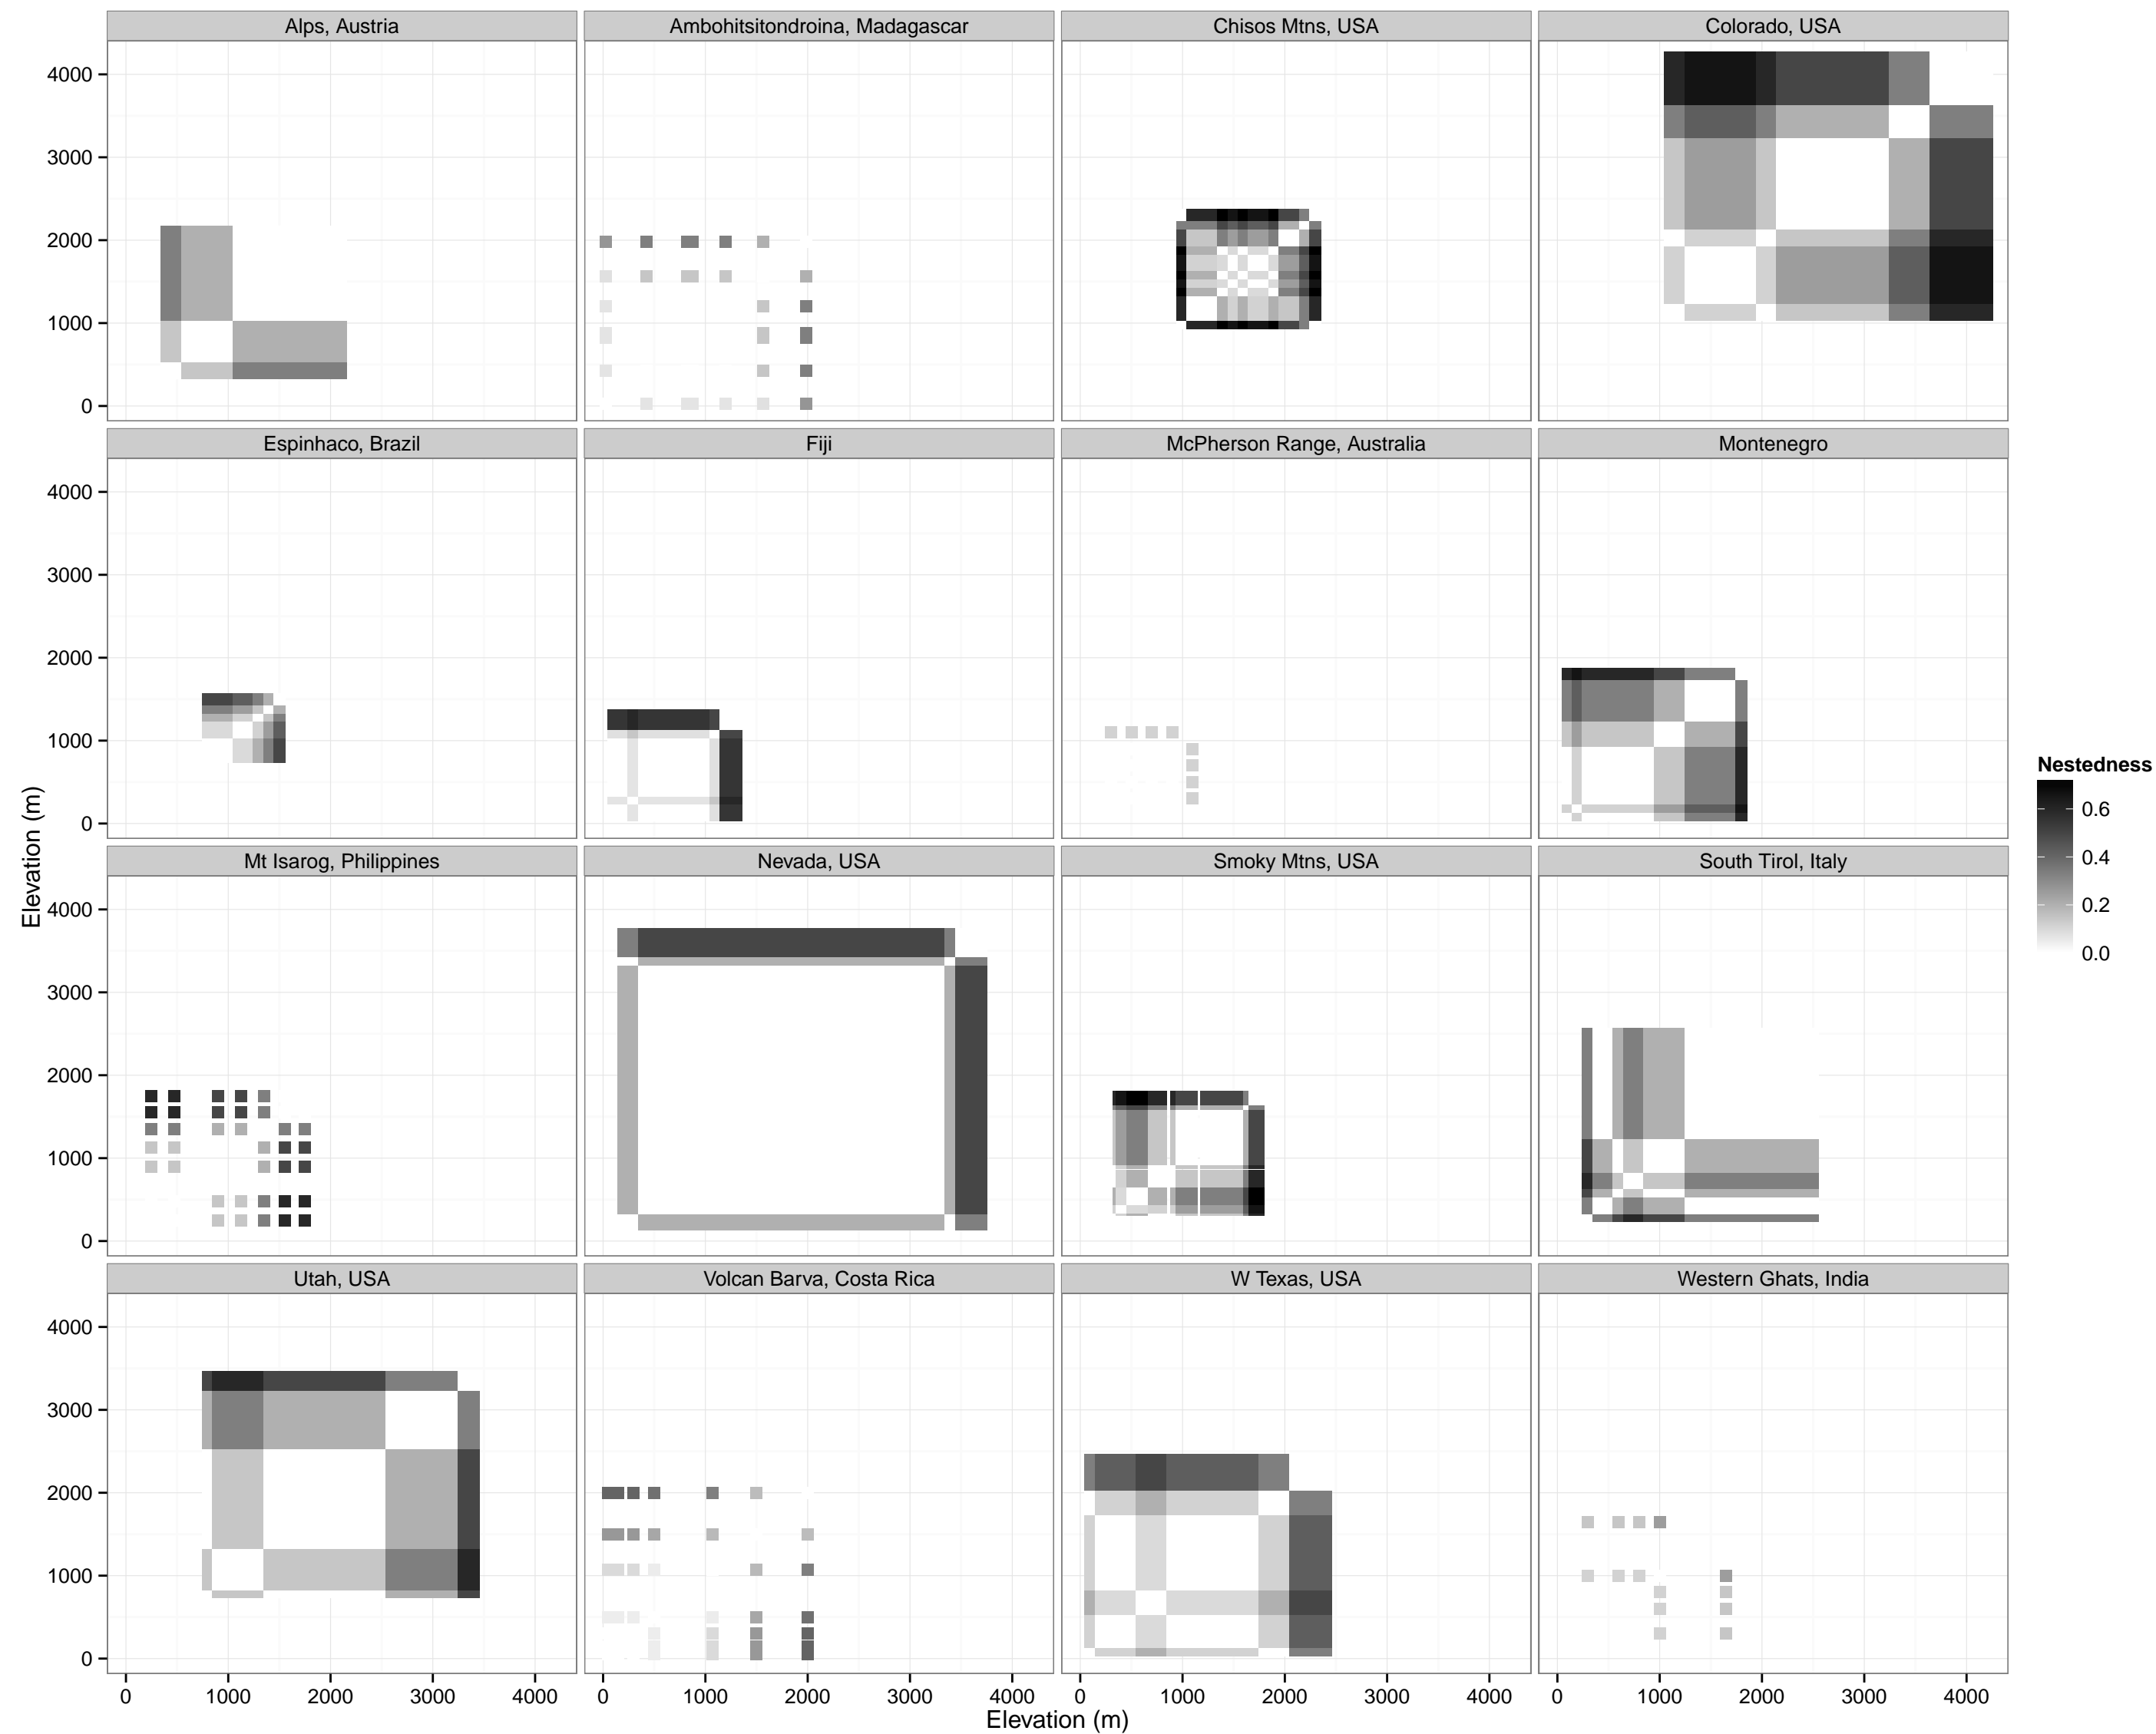 Alps, Austria
Ambohitsitondroina, Madagascar
Chisos Mtns, USA
Colorado, USA
4000
3000
2000
1000
0
Espinhaco, Brazil
Fiji
McPherson Range, Australia
Montenegro
4000
3000
2000
1000
0
Mt Isarog, Philippines
Nevada, USA
Smoky Mtns, USA
South Tirol, Italy
4000
3000
2000
1000
0
Utah, USA
Volcan Barva, Costa Rica
W Texas, USA
Western Ghats, India
4000
3000
2000
1000
0
0 1000 2000 3000 4000
0 1000 2000 3000 4000
0 1000 2000 3000 4000
0 1000 2000 3000 4000
Elevation (m)
Elevation (m)
Nestedness
0.6
0.4
0.2
0.0